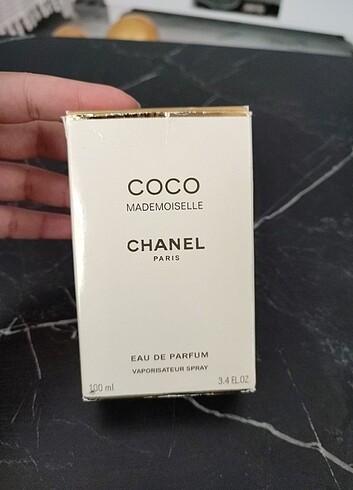 COCO
MADEMOISELLE
CHANEL
PARIS
EAU DE PARFUM
VAPORISATEUR SPRAY
100 ml
3.4 FL.OZ